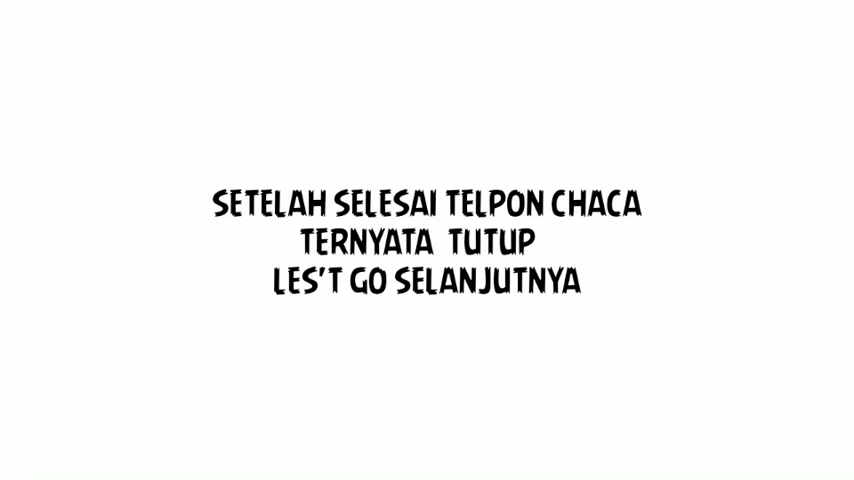 SETELAH SELESAI TELPON CHACA
TERNYATA TUTUP
LES'T GO SELANJUTNYA